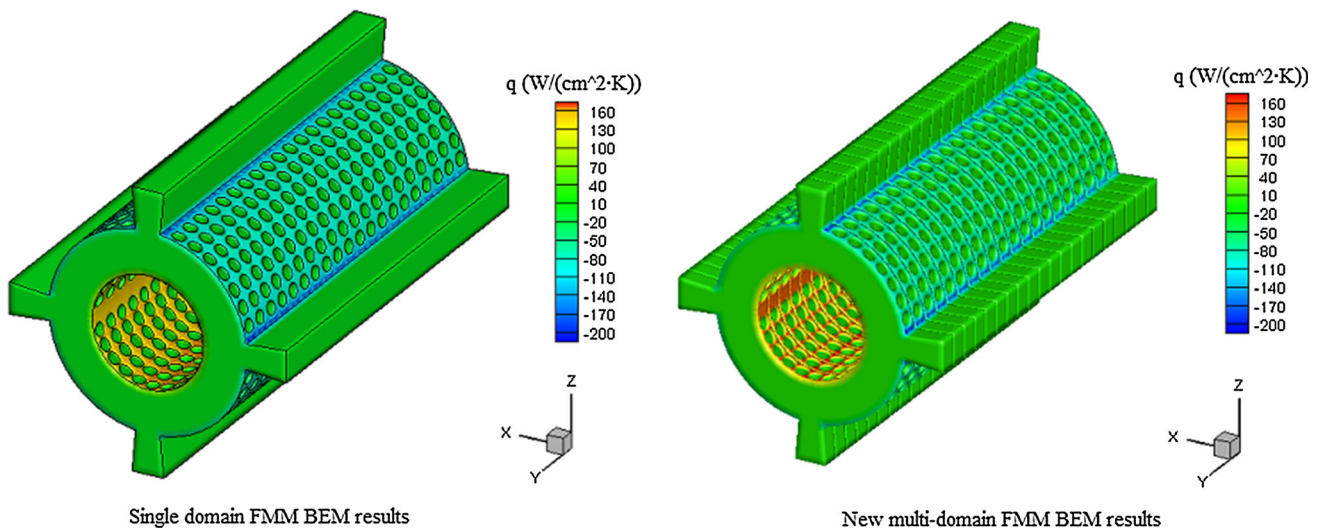 q (W/(cm^2·K))
160
130
100
70
40
10
-20
-50
-80
-110
-140
-170
-200
Z
X
Y
Single domain FMM BEM results
q (W/(cm^2·K))
160
130
100
70
40
10
-20
-50
-80
-110
-140
-170
-200
Z
X
Y
New multi-domain FMM BEM results